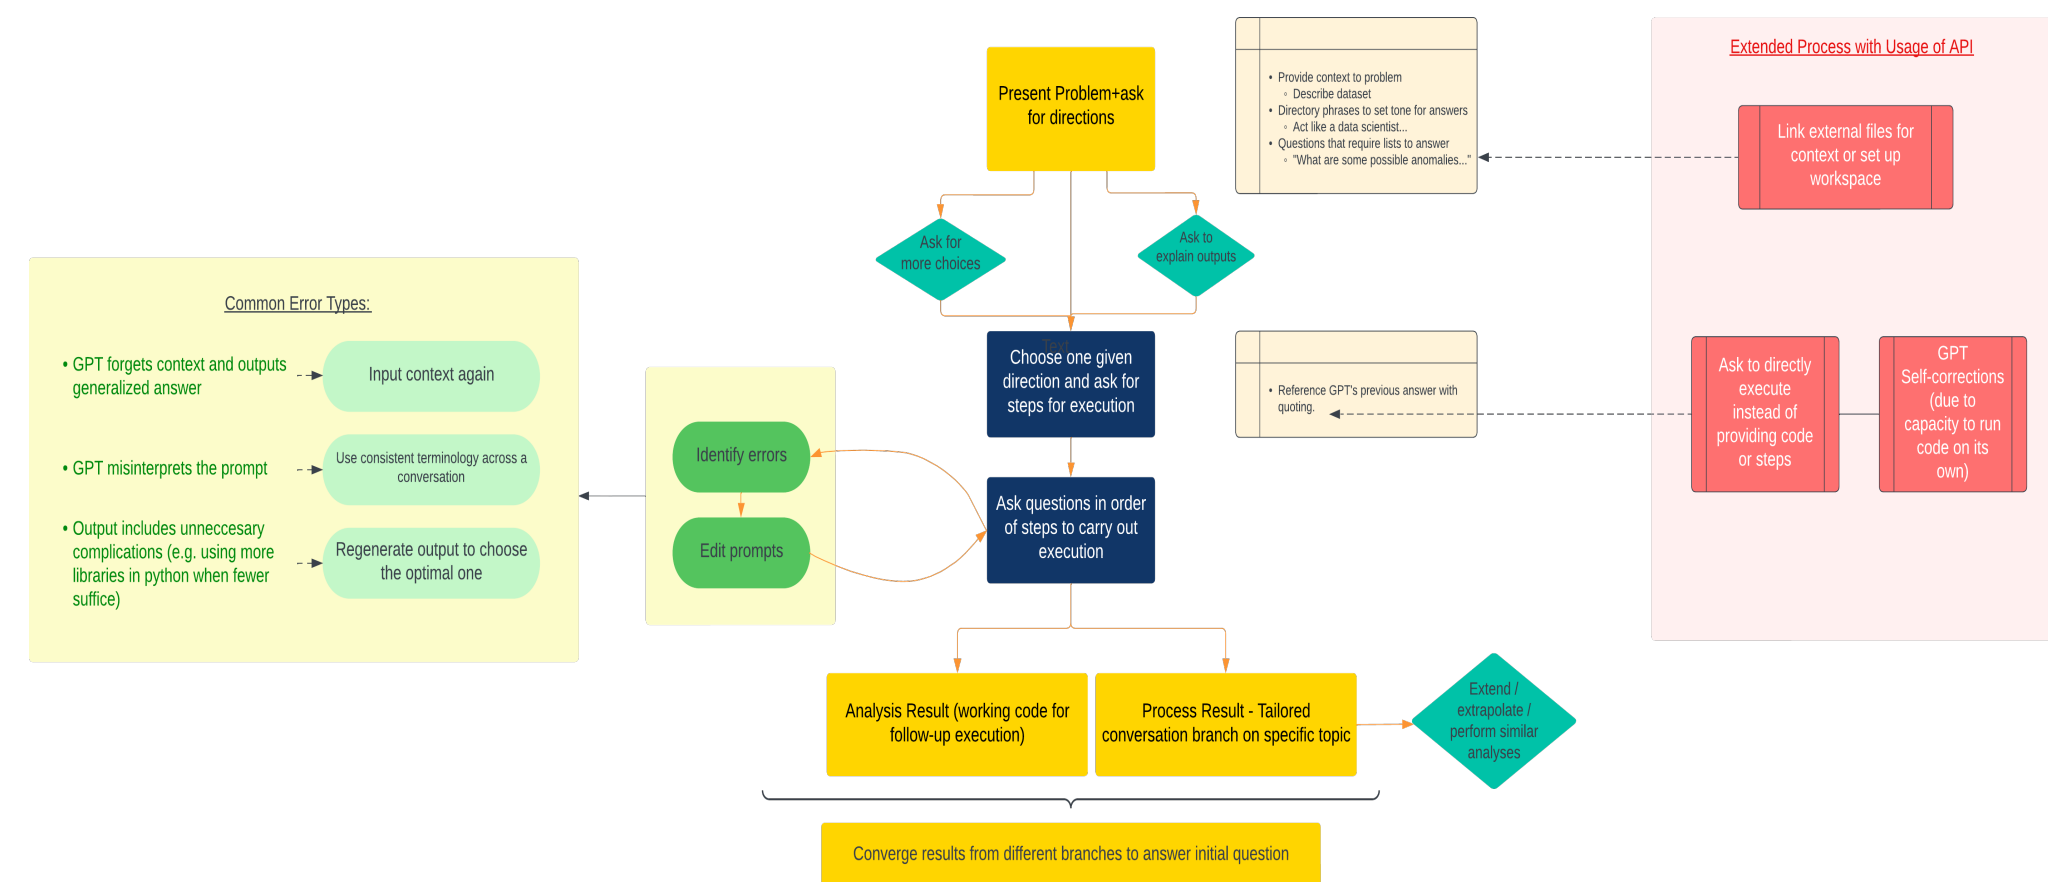 Present Problem+ask
for directions
• Provide context to problem
◦ Describe dataset
• Directory phrases to set tone for answers
◦ Act like a data scientist...
• Questions that require lists to answer
◦ "What are some possible anomalies..."
Extended Process with Usage of API
Link external files for
context or set up
workspace
Ask for
more choices
Ask to
explain outputs
Common Error Types:
• GPT forgets context and outputs
generalized answer
Input context again
• GPT misinterprets the prompt
Use consistent terminology across a
conversation
• Output includes unneccesary
complications (e.g. using more
libraries in python when fewer
suffice)
Regenerate output to choose
the optimal one
Identify errors
Edit prompts
Text
Choose one given
direction and ask for
steps for execution
Ask questions in order
of steps to carry out
execution
• Reference GPT's previous answer with
quoting.
Ask to directly
execute
instead of
providing code
or steps
GPT
Self-corrections
(due to
capacity to run
code on its
own)
Analysis Result (working code for
follow-up execution)
Process Result - Tailored
conversation branch on specific topic
Extend /
extrapolate /
perform similar
analyses
Converge results from different branches to answer initial question